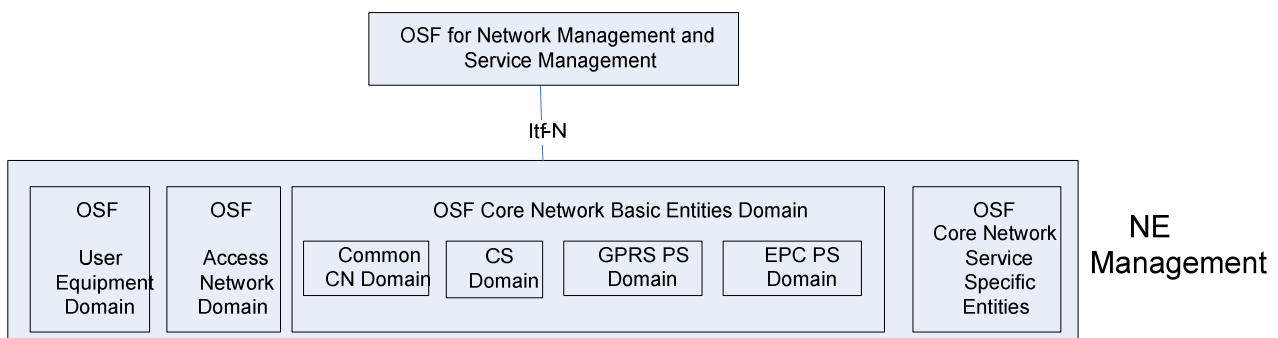 OSF for Network Management and
Service Management
Itf-N
OSF
User
Equipment
Domain
OSF
Access
Network
Domain
OSF Core Network Basic Entities Domain
Common
CN Domain
CS
Domain
GPRS PS
Domain
EPC PS
Domain
OSF
Core Network
Service
Specific
Entities
NE
Management